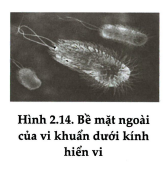 Hình 2.14. Bề mặt ngoài
của vi khuẩn dưới kính
hiển vi